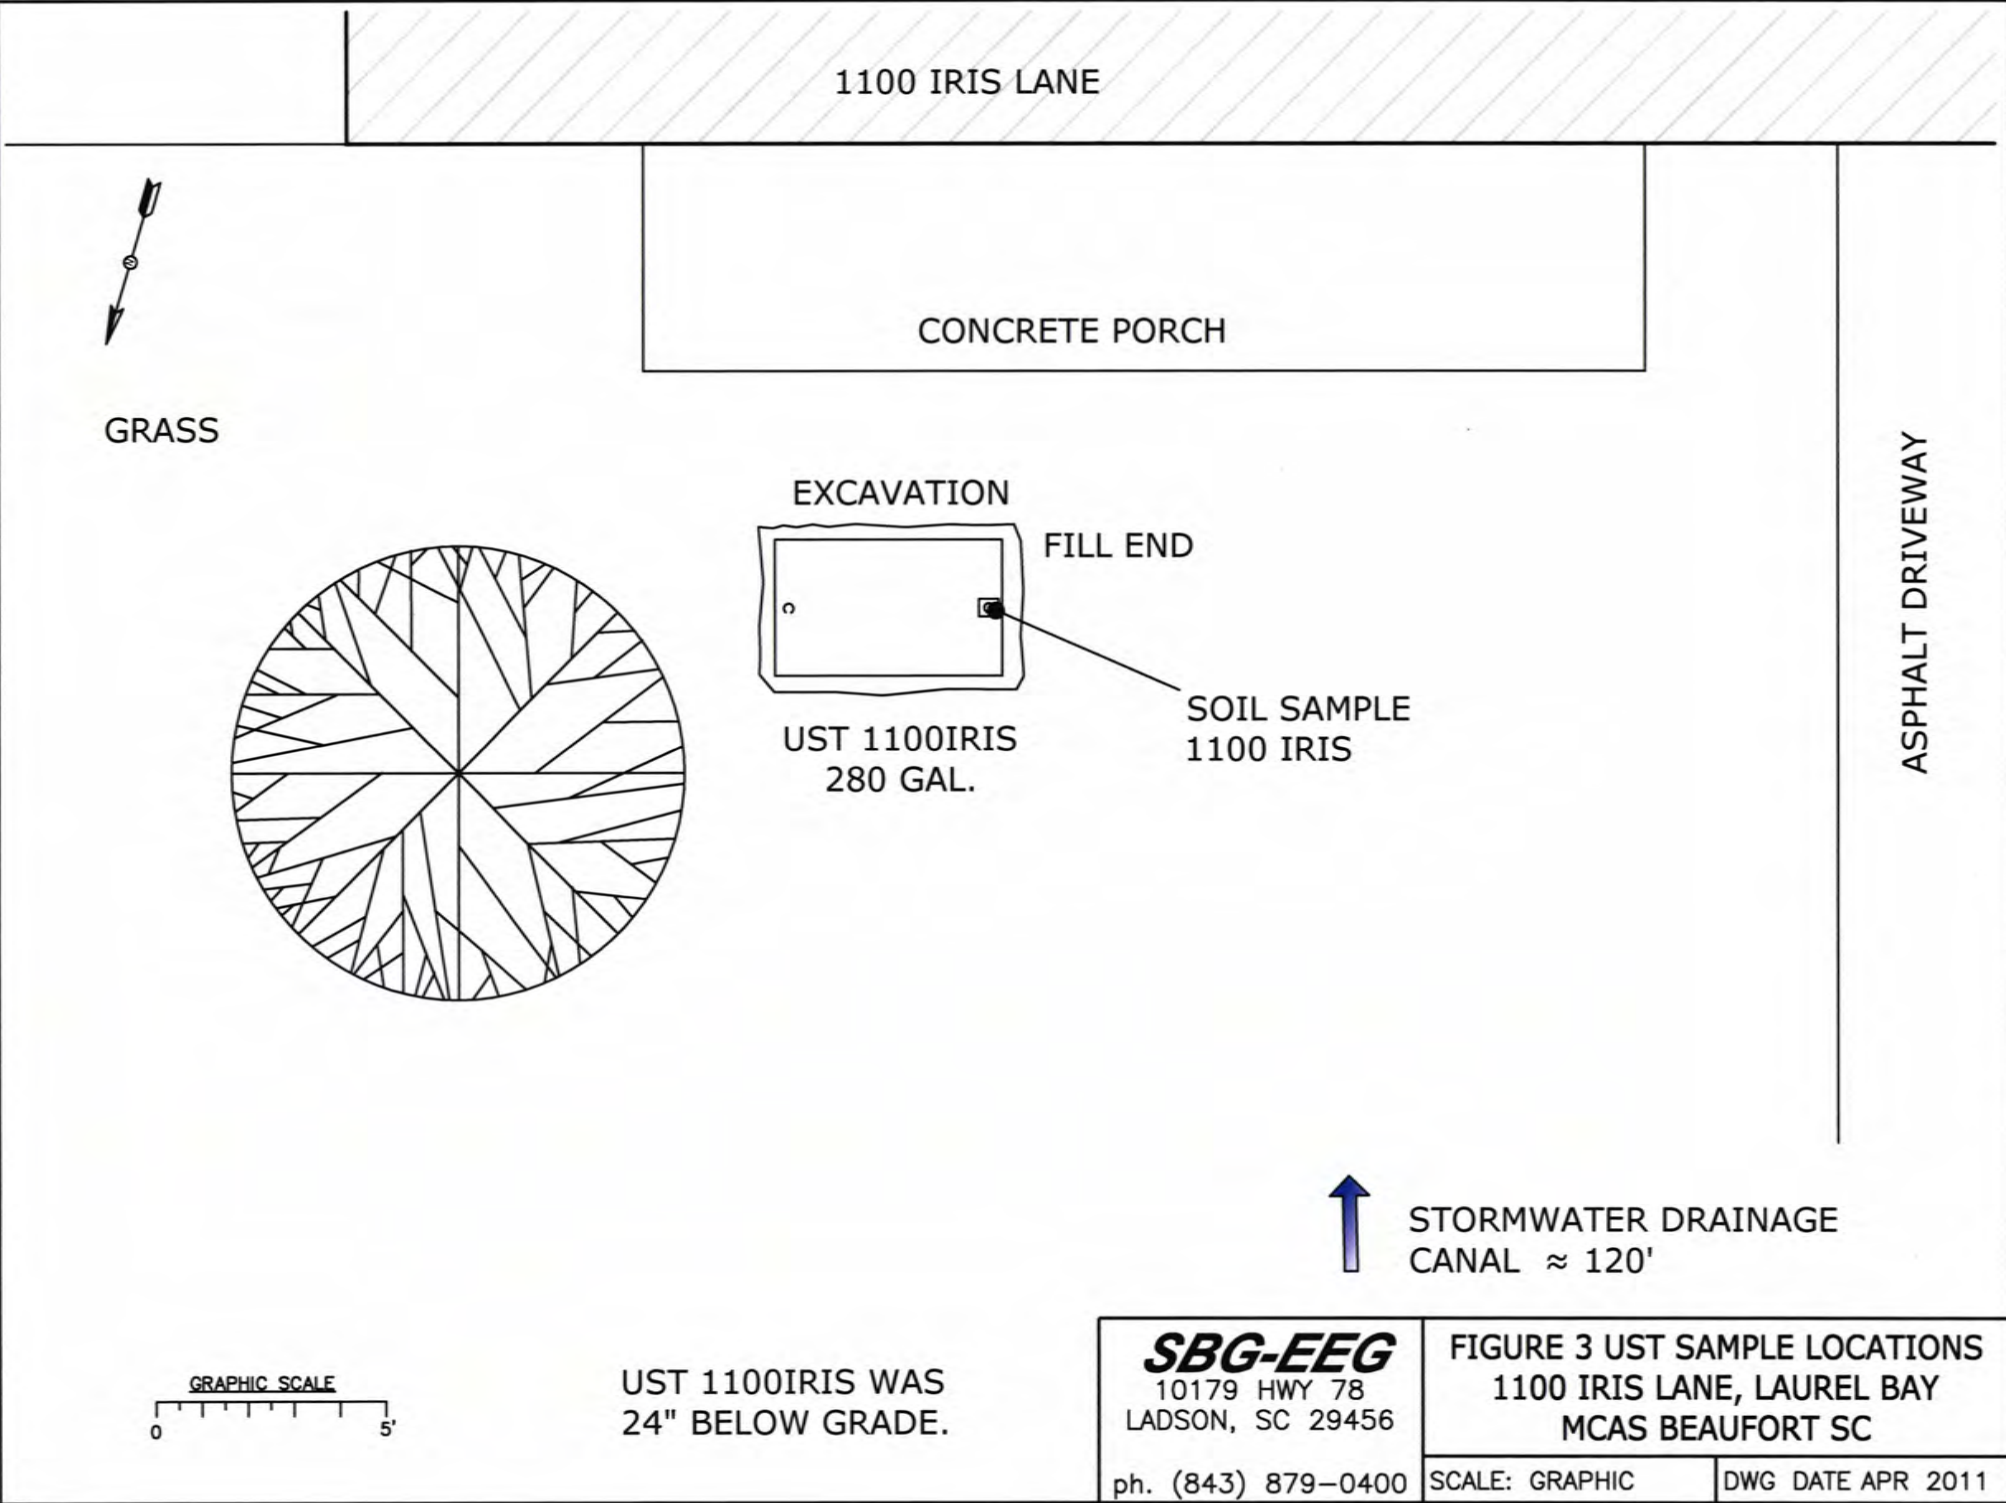 1100 IRIS LANE
CONCRETE PORCH
GRASS
EXCAVATION
FILL END
C
SOIL SAMPLE
1100 IRIS
UST 1100IRIS
280 GAL.
ASPHALT DRIVEWAY
STORMWATER DRAINAGE
CANAL ≈ 120'
GRAPHIC SCALE
0 5'
UST 1100IRIS WAS
24" BELOW GRADE.
SBG-EEG
10179 HWY 78
LADSON, SC 29456
ph. (843) 879-0400
FIGURE 3 UST SAMPLE LOCATIONS
1100 IRIS LANE, LAUREL BAY
MCAS BEAUFORT SC
SCALE: GRAPHIC
DWG DATE APR 2011